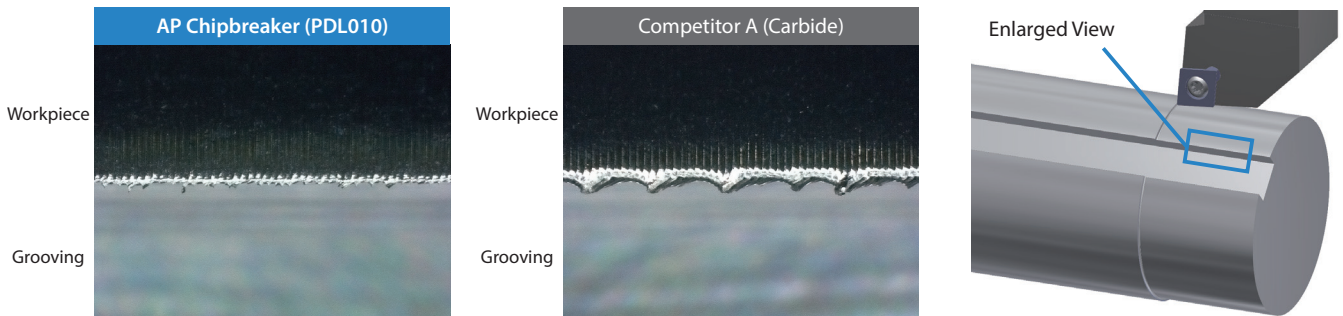 AP Chipbreaker (PDL010)
Workpiece
Grooving
Competitor A (Carbide)
Workpiece
Grooving
Enlarged View